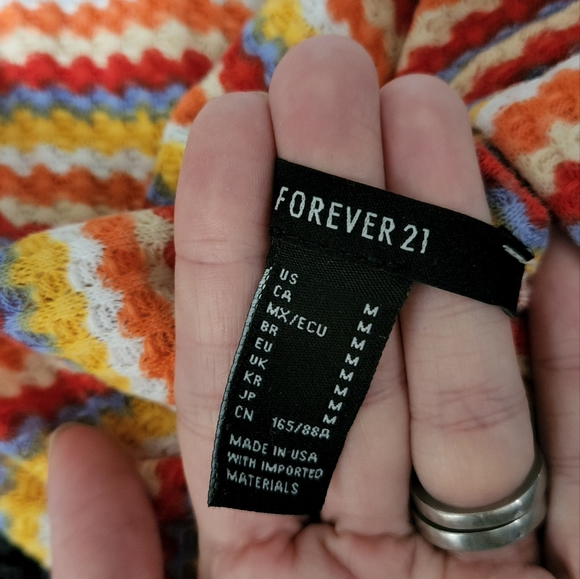 FOREVER 21
US M
CA M
MX/ECU M
BR M
EU M
UK M
KR M
JP M
CN 165/88A
MADE IN USA
WITH IMPORTED
MATERIALS